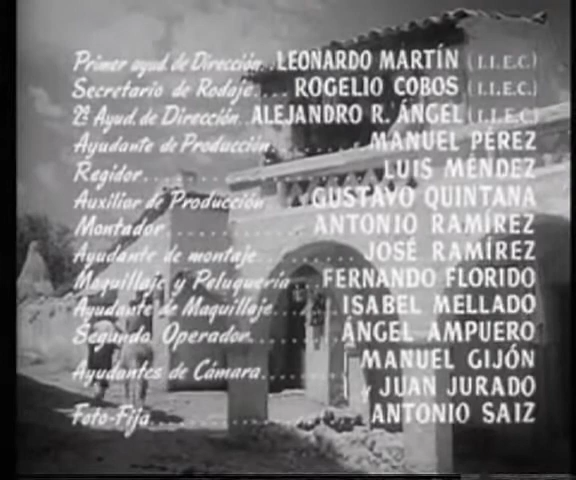 Primer ayud. de Dirección.. LEONARDO MARTÍN (I.I.E.C.)
Secretario de Rodaje.... ROGELIO COBOS (I.I.E.C.)
2º Ayud. de Dirección.. ALEJANDRO R. ÁNGEL (I.I.E.C)
Ayudante de Producción........ MANUEL PÉREZ
Regidor.................... LUIS MÉNDEZ
Auxiliar de Producción.... GUSTAVO QUINTANA
Montador............ ANTONIO RAMÍREZ
Ayudante de montaje........ JOSÉ RAMÍREZ
Maquillaje y Peluquería... FERNANDO FLORIDO
Ayudante de Maquillaje..... ISABEL MELLADO
Segundo Operador....... ÁNGEL AMPUERO
Ayudantes de Cámara....... MANUEL GIJÓN
y JUAN JURADO
Foto-Fija................ ANTONIO SAIZ